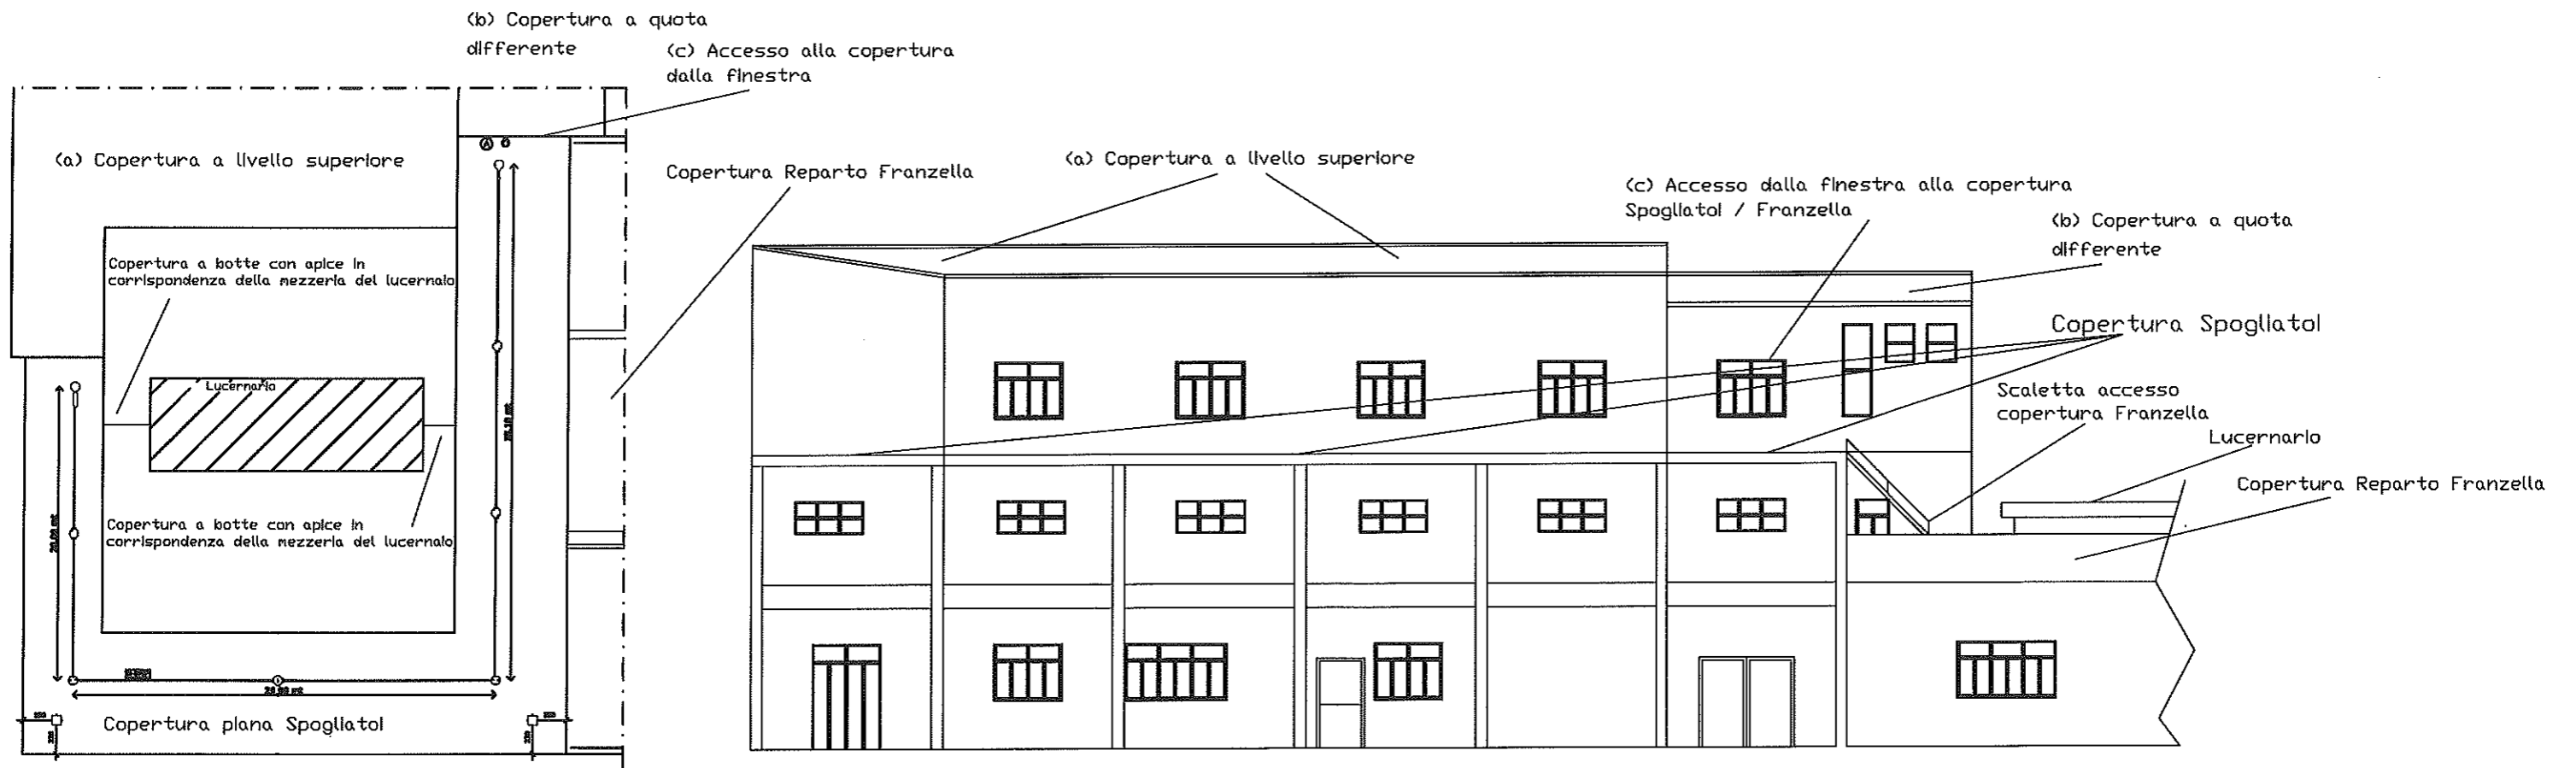 (b) Copertura a quota
differente
(c) Accesso alla copertura
dalla finestra
(a) Copertura a livello superiore
Copertura Reparto Franzella
(a) Copertura a livello superiore
(c) Accesso dalla finestra alla copertura
Spogliatoi / Franzella
(b) Copertura a quota
differente
Copertura a botte con apice in
corrispondenza della mezzeria del lucernaio
Lucernario
Copertura Spogliatoi
Scaletta accesso
copertura Franzella
Lucernario
Copertura Reparto Franzella
Copertura a botte con apice in
corrispondenza della mezzeria del lucernaio
20.00 mt
Copertura piana Spogliatoi